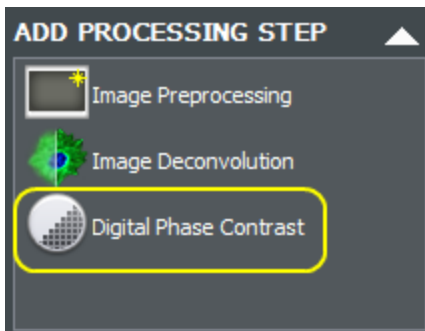 ADD PROCESSING STEP
Image Preprocessing
Image Deconvolution
Digital Phase Contrast